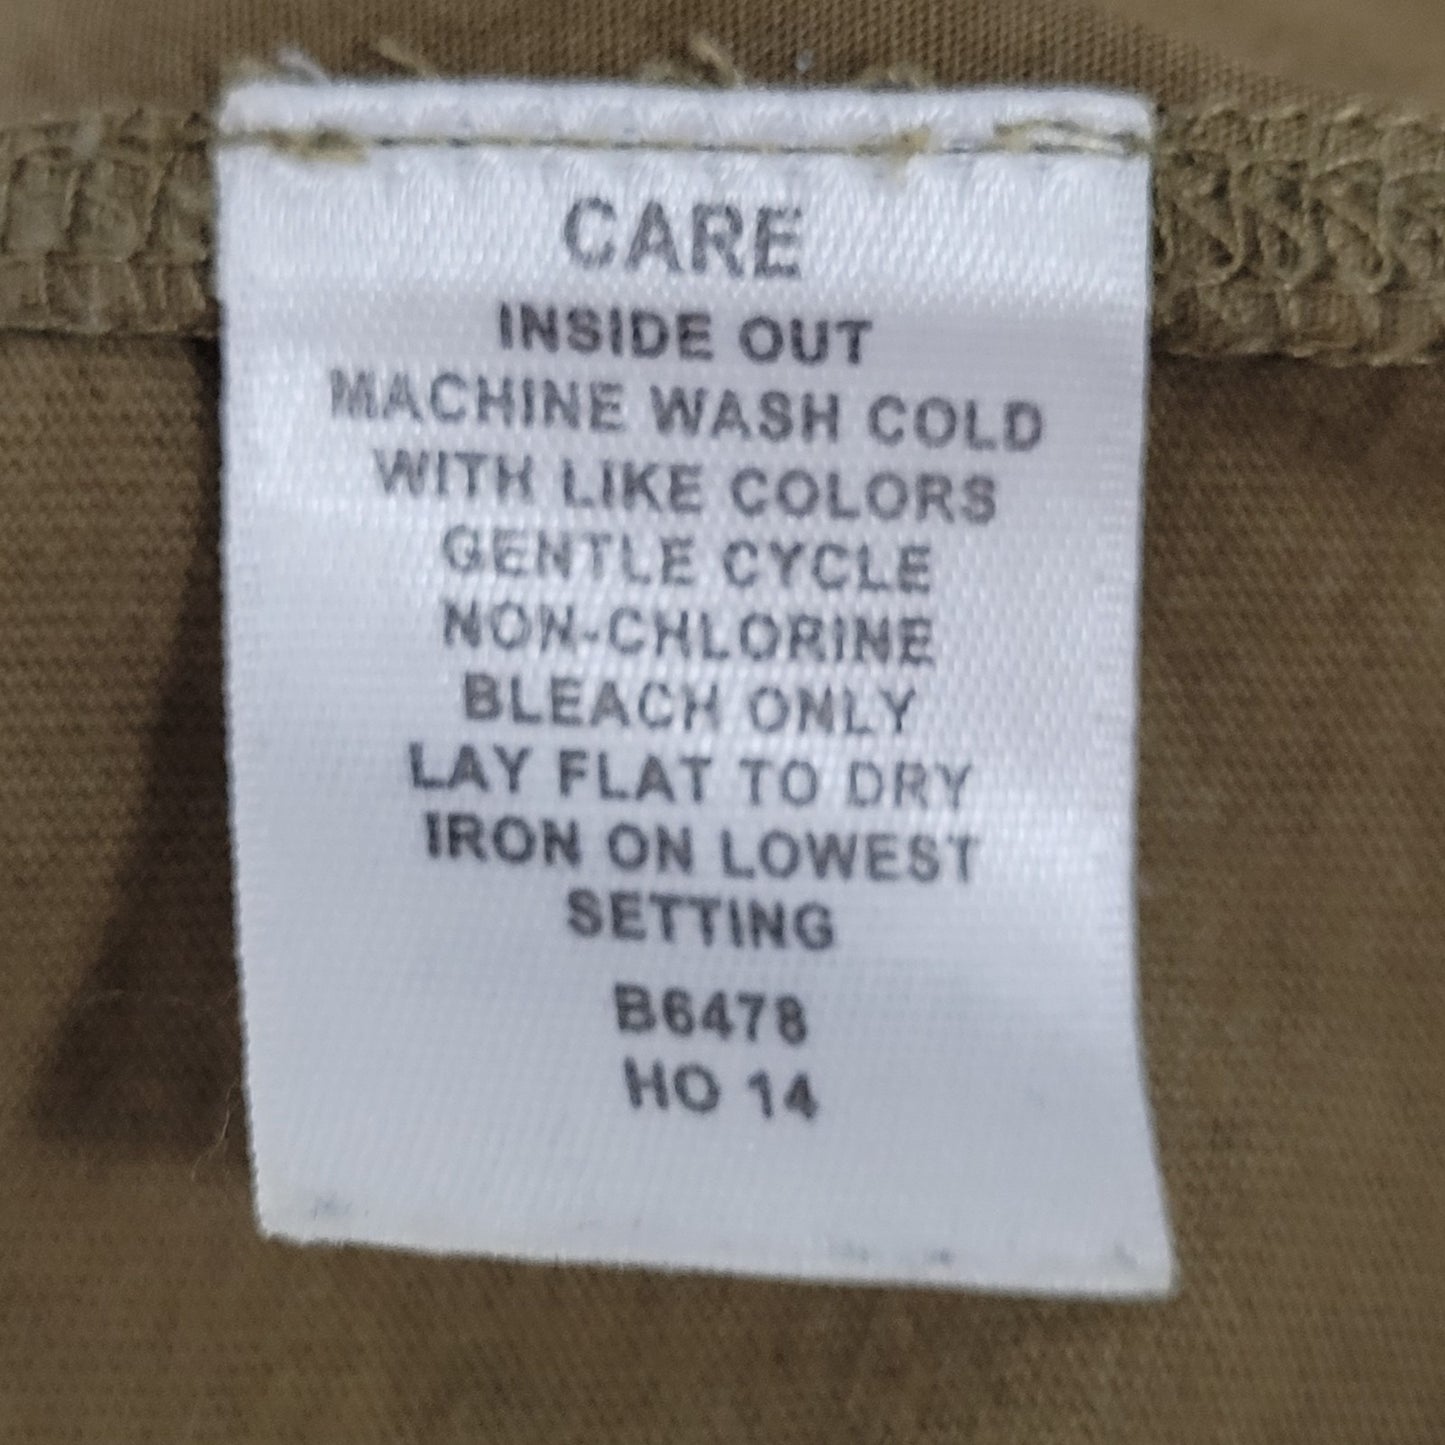 CARE
INSIDE OUT
MACHINE WASH COLD
WITH LIKE COLORS
GENTLE CYCLE
NON-CHLORINE
BLEACH ONLY
LAY FLAT TO DRY
IRON ON LOWEST
SETTING
B6478
HO 14